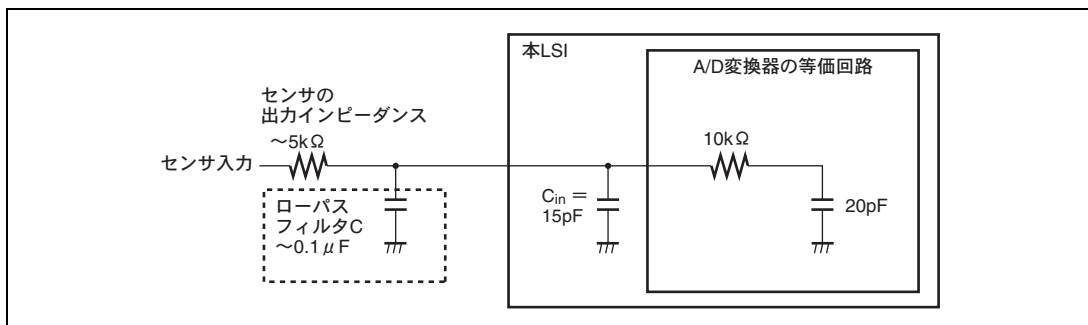 本LSI
A/D変換器の等価回路
センサの
出力インピーダンス
～5kΩ
10kΩ
センサ入力
ローパス
フィルタC
～0.1μF
Cin＝
15pF
20pF